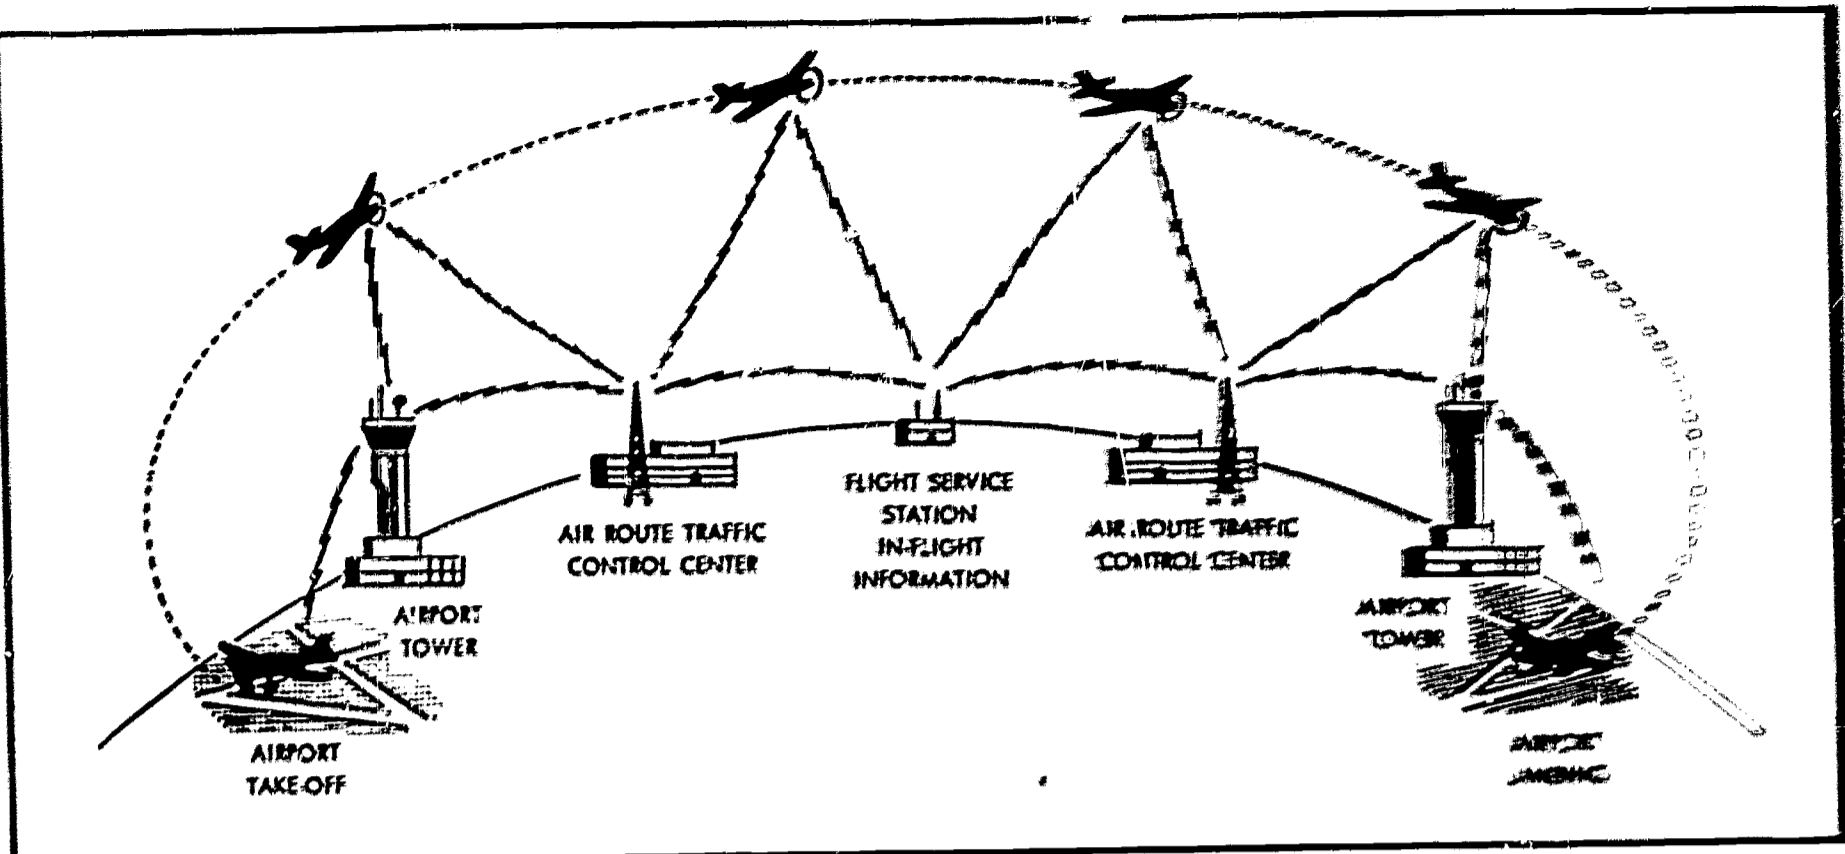 FLIGHT SERVICE
STATION
IN-FLIGHT
INFORMATION
AIR ROUTE TRAFFIC
CONTROL CENTER
AIR ROUTE TRAFFIC
CONTROL CENTER
AIRPORT
TOWER
AIRPORT
TOWER
AIRPORT
TAKE-OFF
AIRPORT